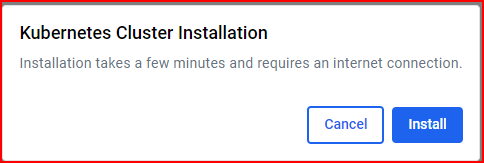 Kubernetes Cluster Installation
Installation takes a few minutes and requires an internet connection.
Cancel
Install